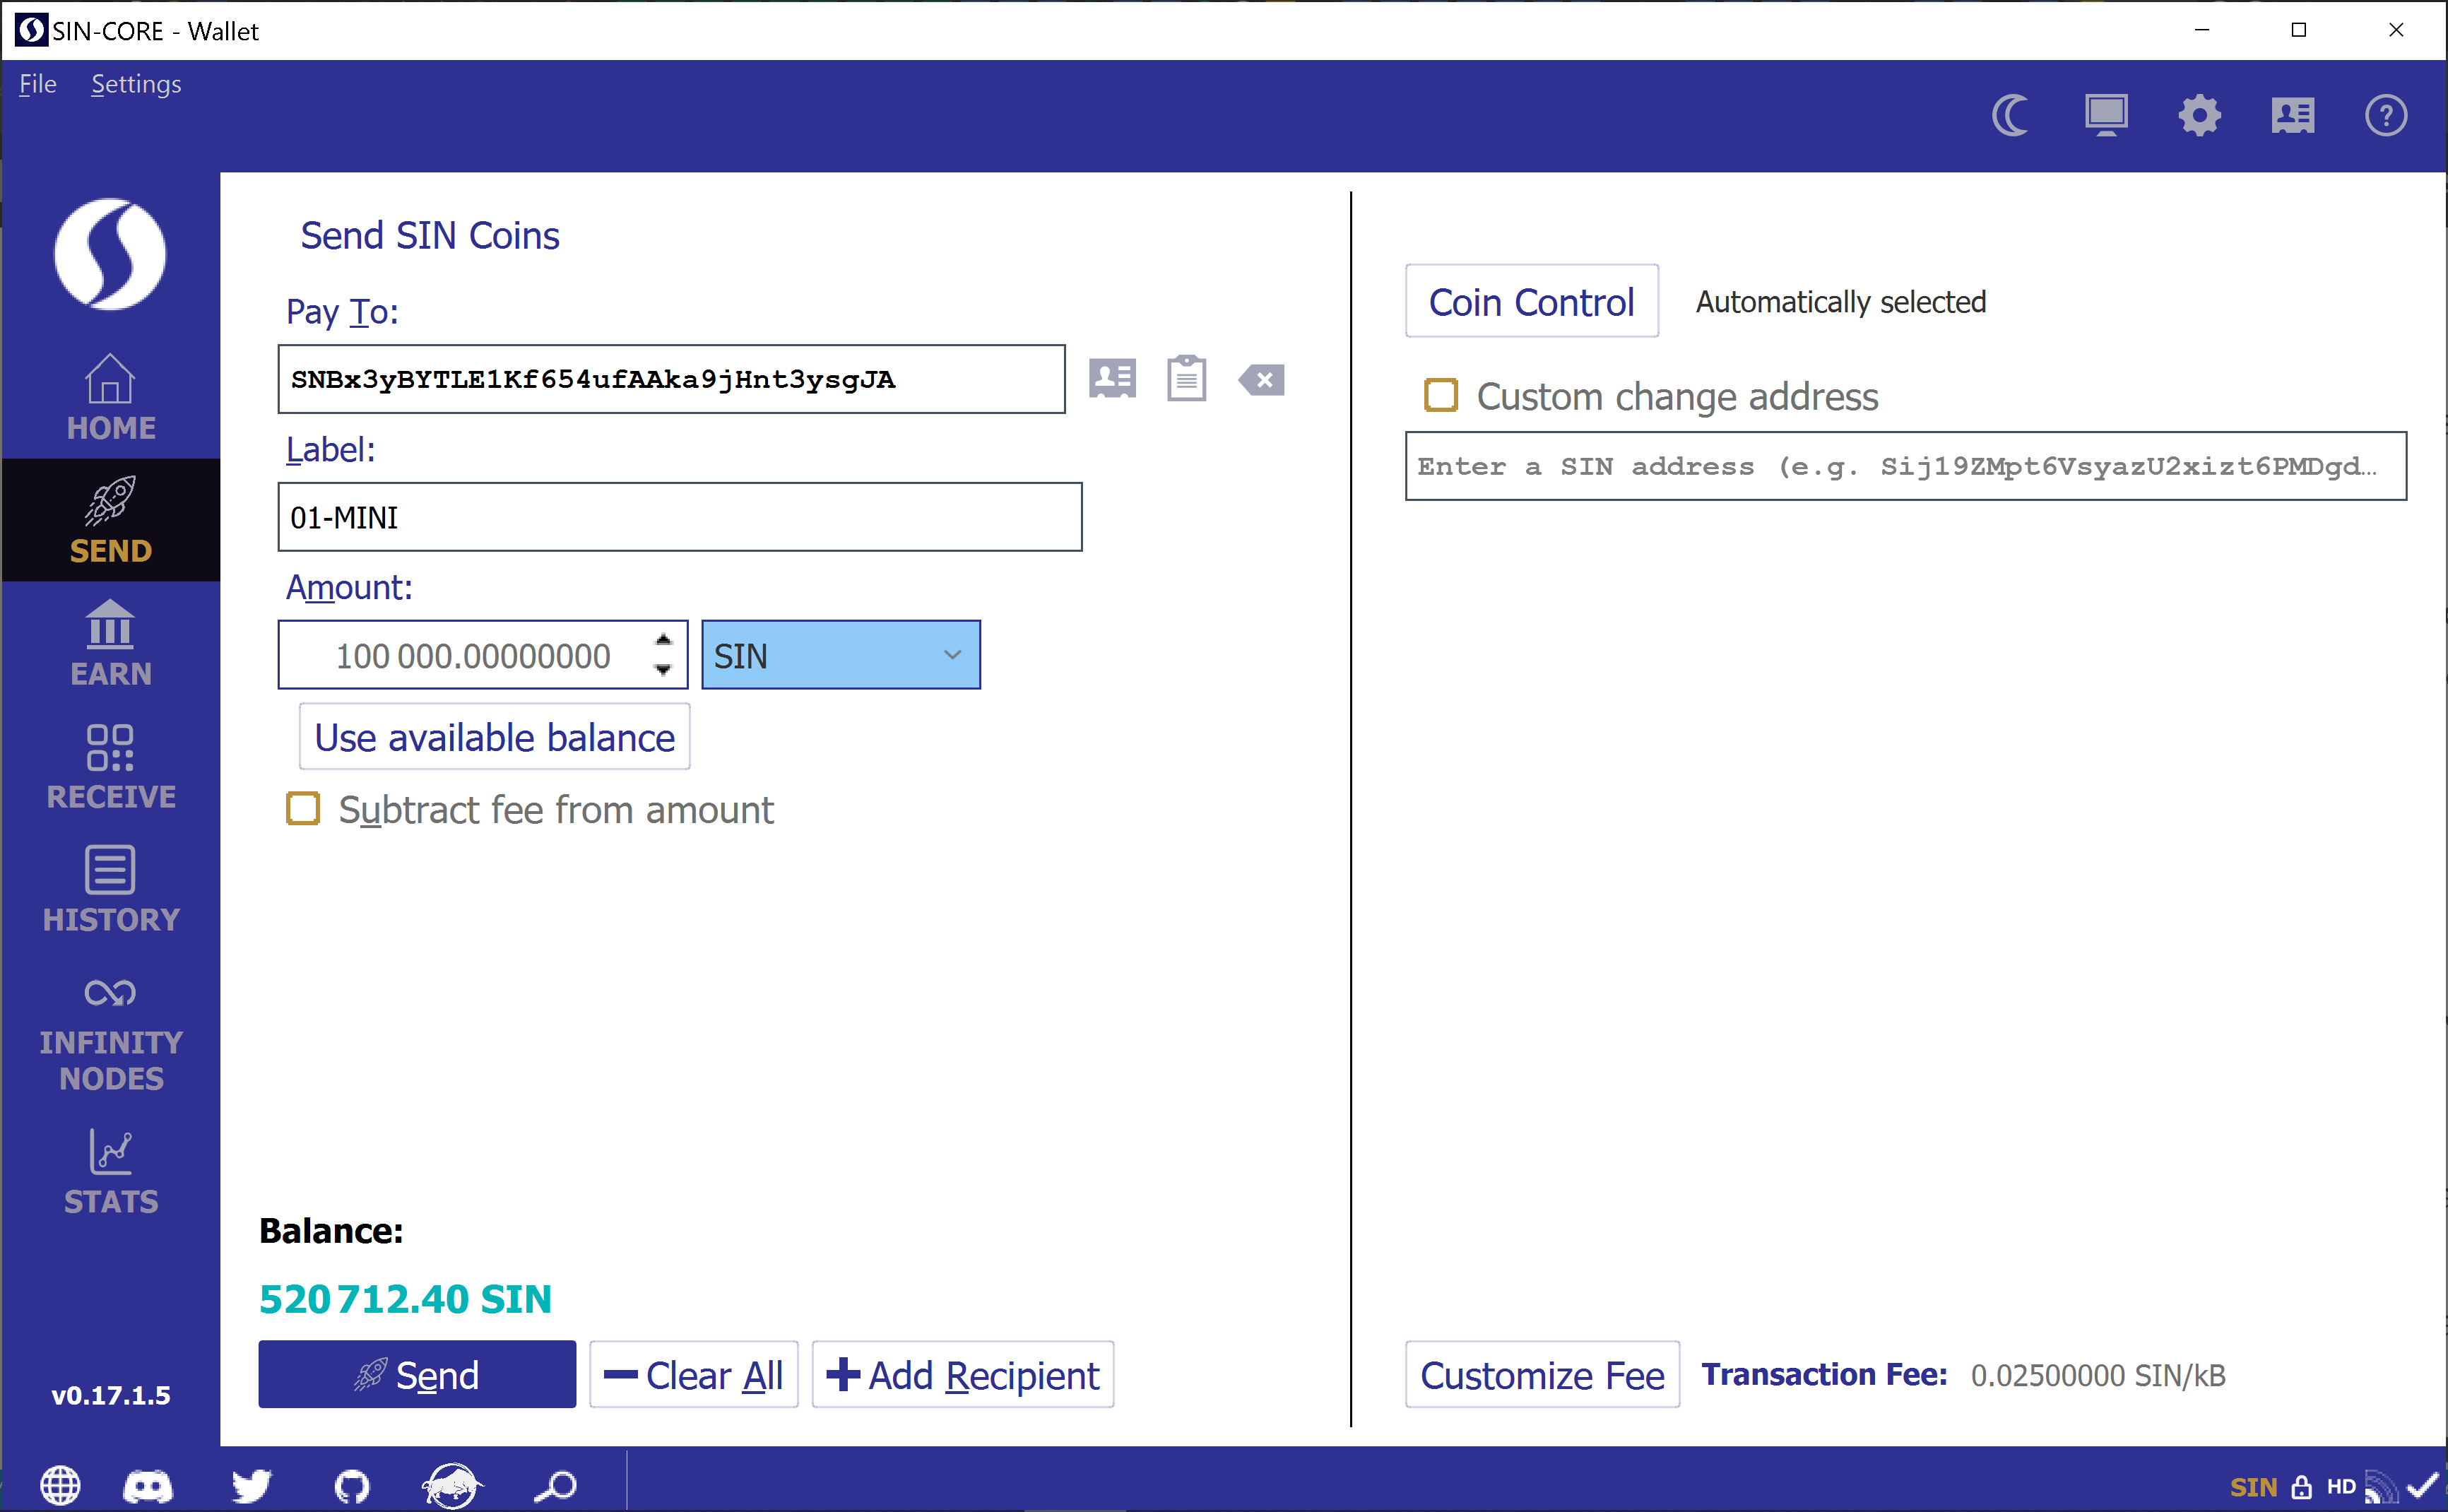 SIN-CORE - Wallet
File Settings
Send SIN Coins
Pay To:
SNBx3yBYTLE1Kf654ufAAka9jHnt3ysgJA
Label:
01-MINI
Amount:
100 000.00000000 SIN
Use available balance
Subtract fee from amount
Balance:
520 712.40 SIN
Send Clear All Add Recipient
Coin Control Automatically selected
Custom change address
Enter a SIN address (e.g. Sij19ZMpt6VsyazU2xizt6PMDgd…
Customize Fee Transaction Fee: 0.02500000 SIN/kB
HOME
SEND
EARN
RECEIVE
HISTORY
INFINITY
NODES
STATS
v0.17.1.5
SIN HD